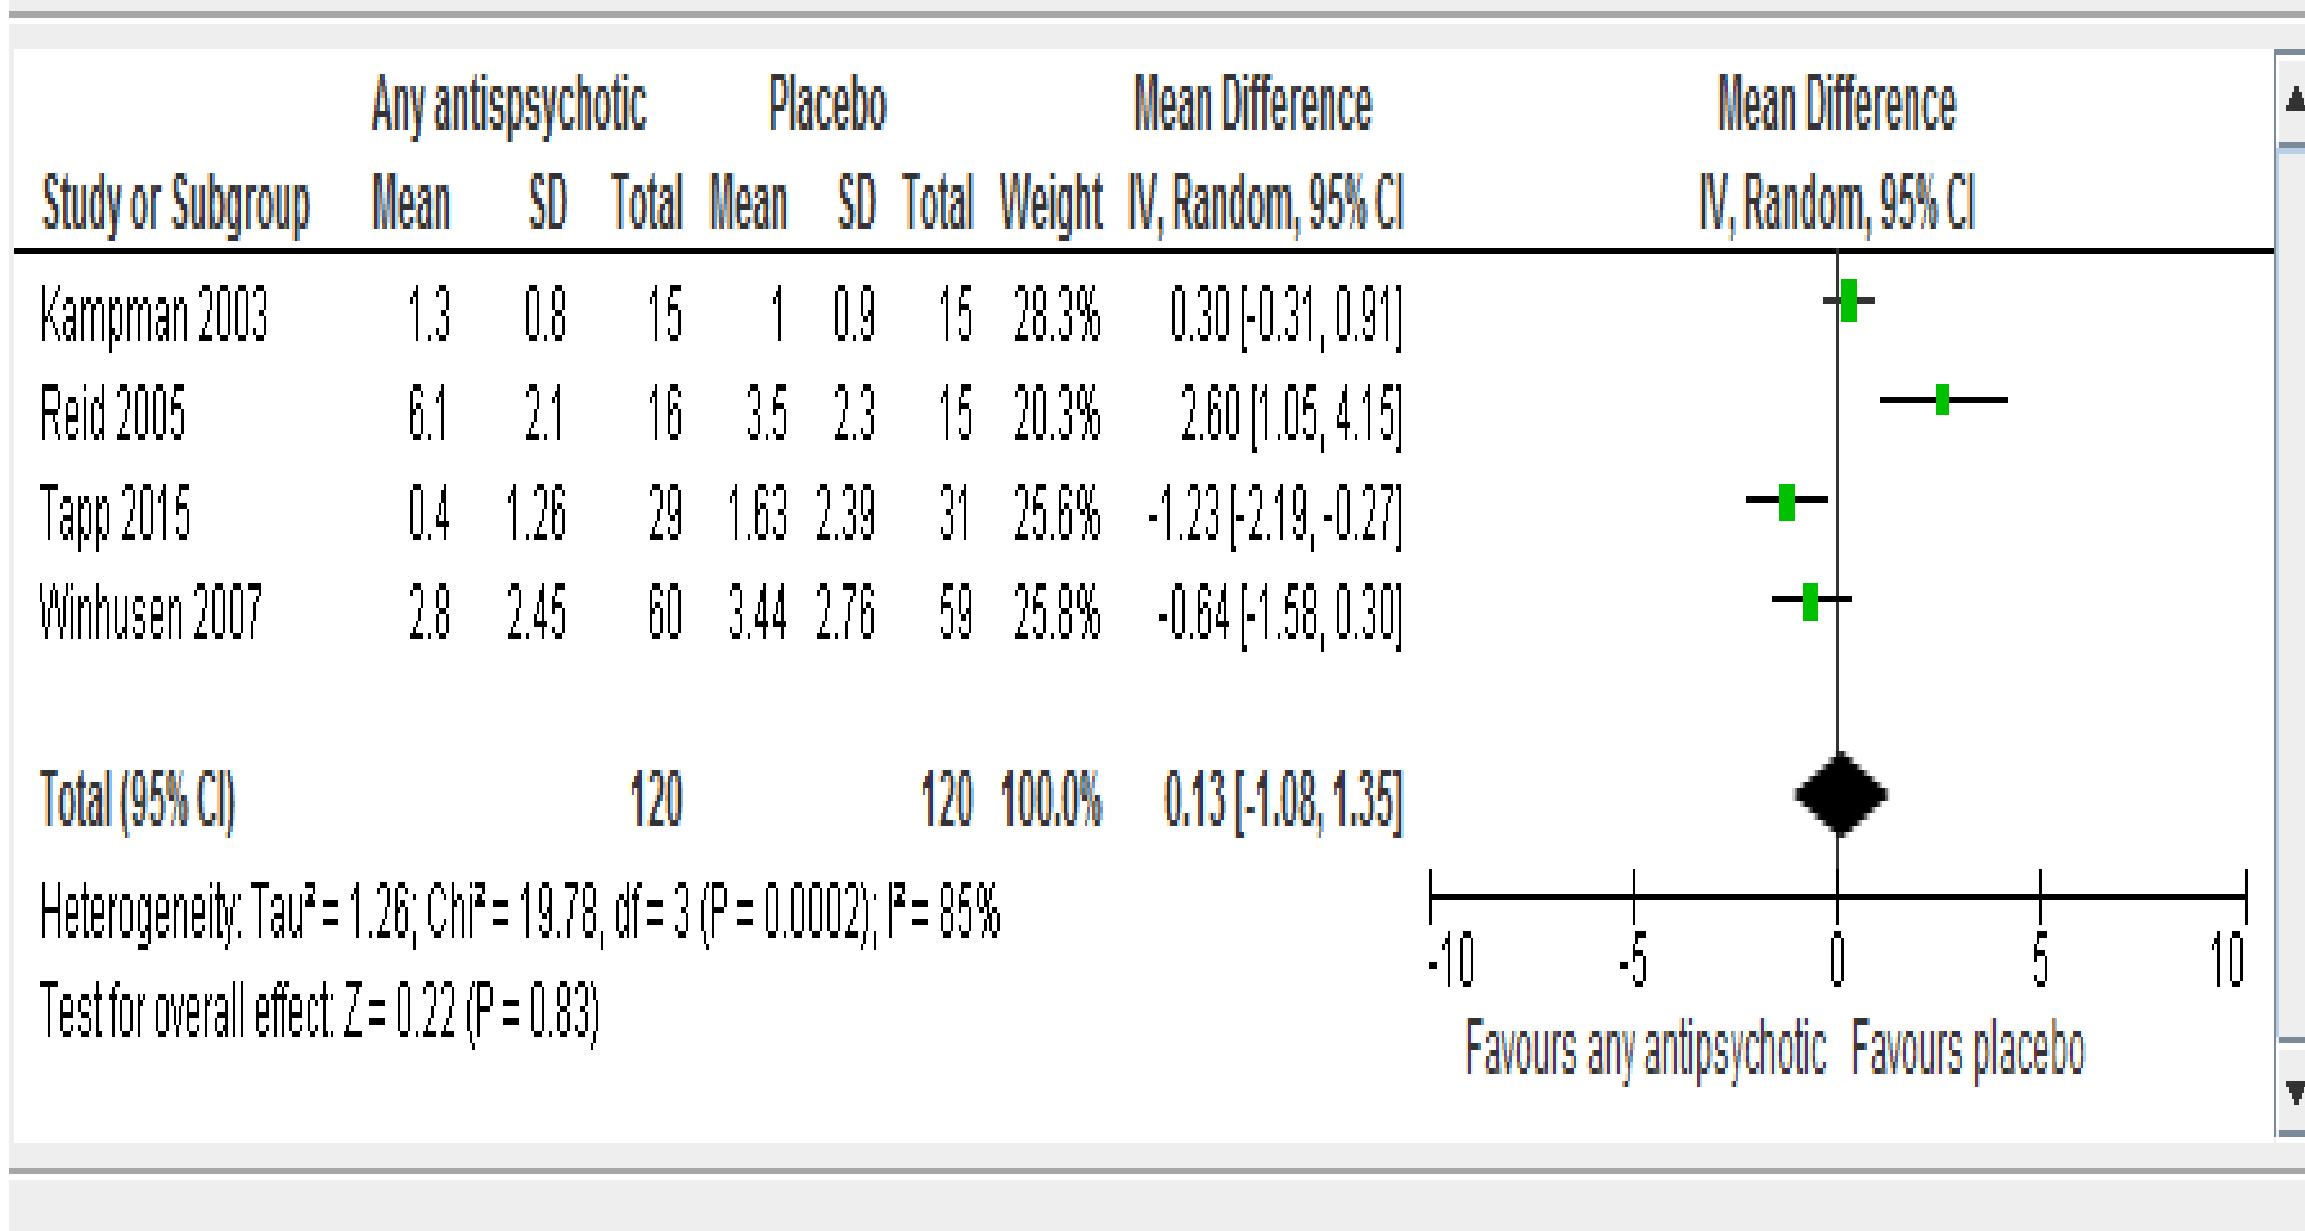 Any antispsychotic Placebo Mean Difference Mean Difference
Study or Subgroup Mean SD Total Mean SD Total Weight IV, Random, 95% CI IV, Random, 95% CI
Kampman 2003 1.3 0.8 15 1 0.9 15 28.3% 0.30 [-0.31, 0.91]
Reid 2005 6.1 2.1 16 3.5 2.3 15 20.3% 2.60 [1.05, 4.15]
Tapp 2015 0.4 1.26 29 1.63 2.39 31 25.6% -1.23 [-2.19, -0.27]
Winhusen 2007 2.8 2.45 60 3.44 2.76 59 25.8% -0.64 [-1.58, 0.30]
Total (95% CI) 120 120 100.0% 0.13 [-1.08, 1.35]
Heterogeneity: Tau² = 1.26; Chi² = 19.78, df = 3 (P = 0.0002); I² = 85%
Test for overall effect: Z = 0.22 (P = 0.83)
-10 -5 0 5 10
Favours any antipsychotic Favours placebo